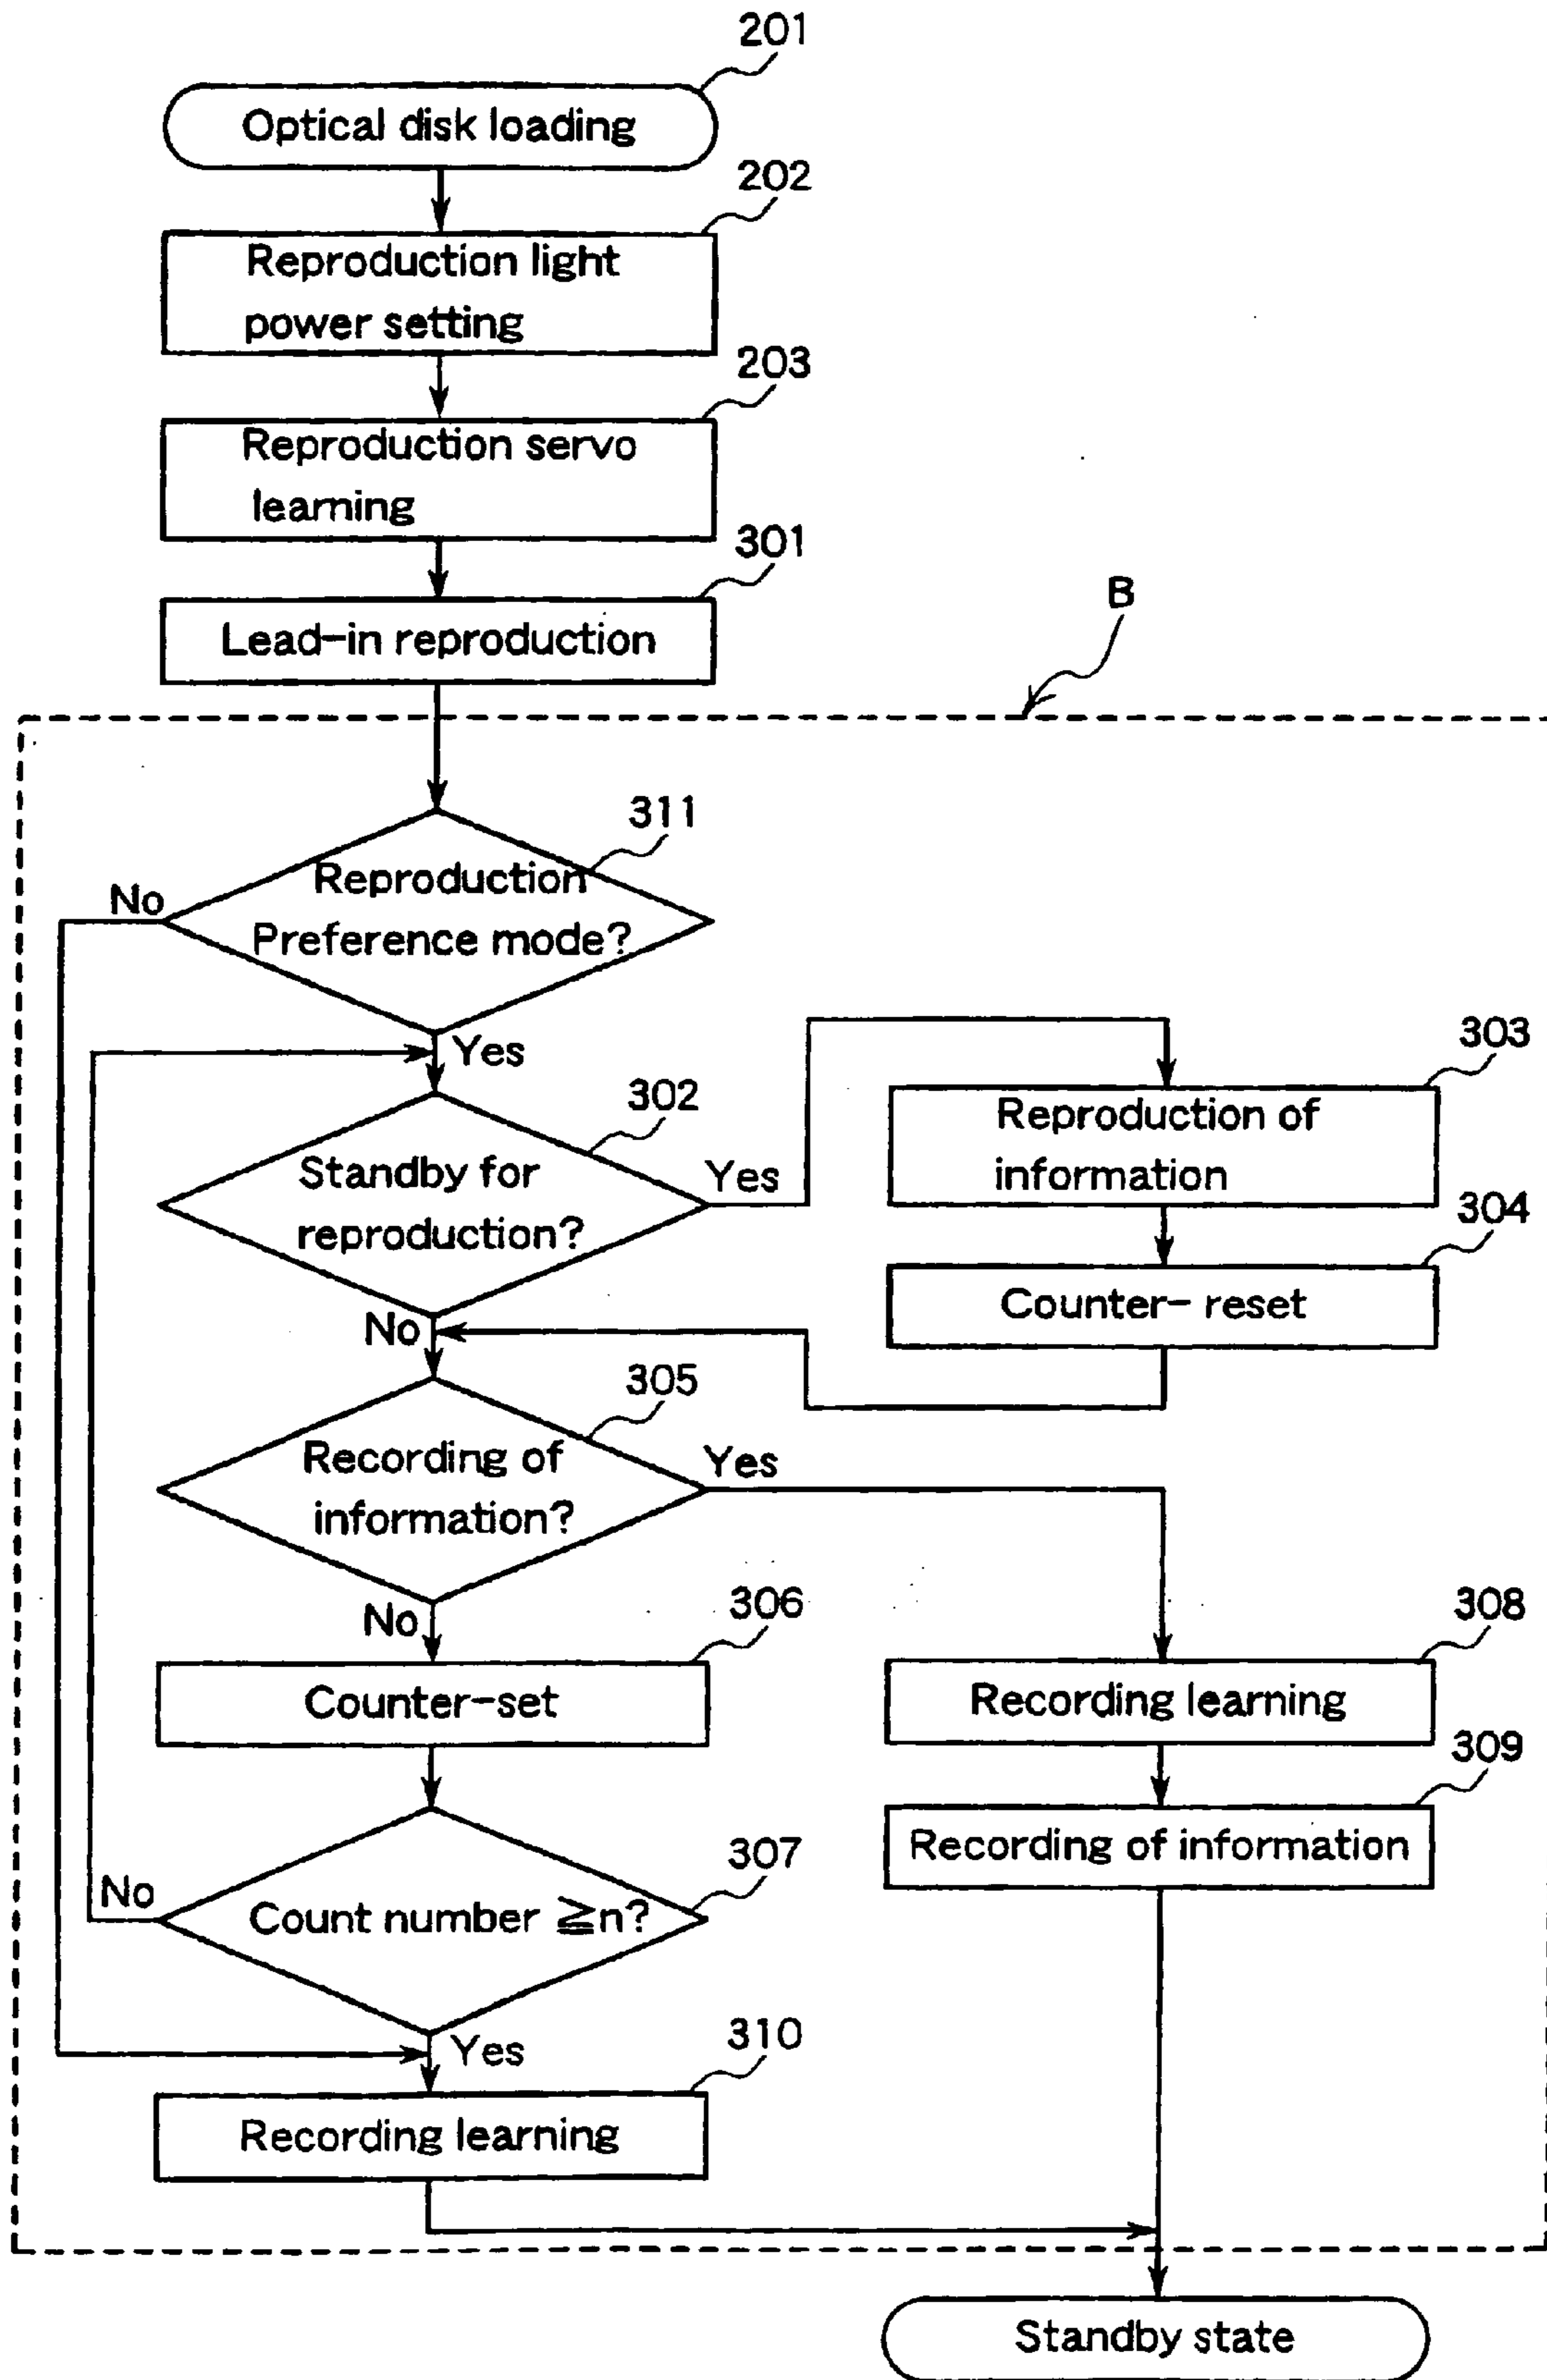 201
Optical disk loading
202
Reproduction light
power setting
203
Reproduction servo
learning
301
Lead-in reproduction
B
311
Reproduction
Preference mode?
No
Yes
303
Reproduction of
information
302
Standby for
reproduction?
Yes
304
Counter- reset
No
305
Recording of
information?
Yes
No
306
Counter-set
308
Recording learning
309
Recording of information
307
Count number ≧n?
No
Yes
310
Recording learning
Standby state